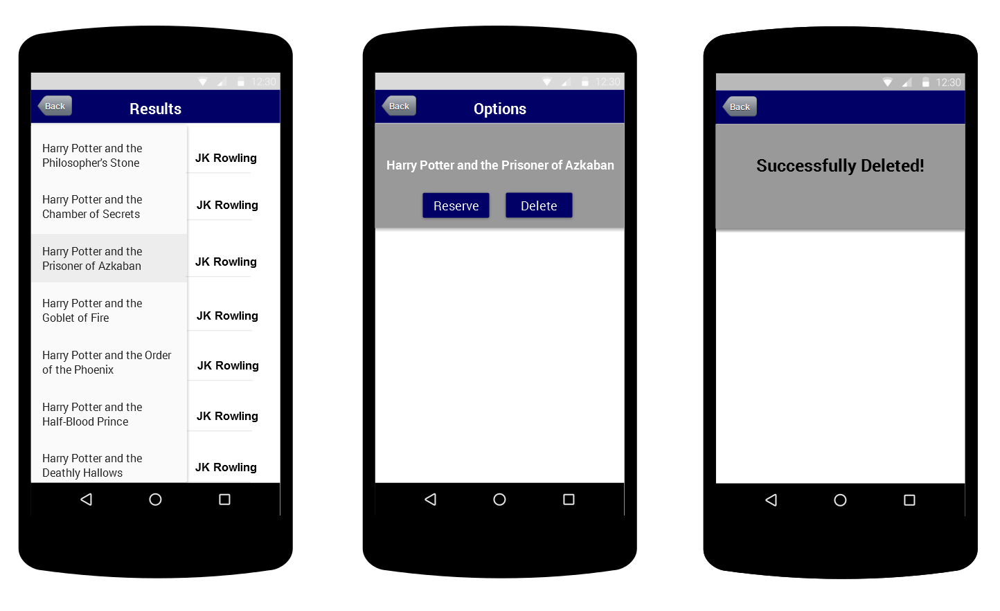 12:30
Back
Results
Harry Potter and the
Philosopher's Stone
JK Rowling
Harry Potter and the
Chamber of Secrets
JK Rowling
Harry Potter and the
Prisoner of Azkaban
JK Rowling
Harry Potter and the
Goblet of Fire
JK Rowling
Harry Potter and the Order
of the Phoenix
JK Rowling
Harry Potter and the
Half-Blood Prince
JK Rowling
Harry Potter and the
Deathly Hallows
JK Rowling
12:30
Back
Options
Harry Potter and the Prisoner of Azkaban
Reserve
Delete
12:30
Back
Successfully Deleted!